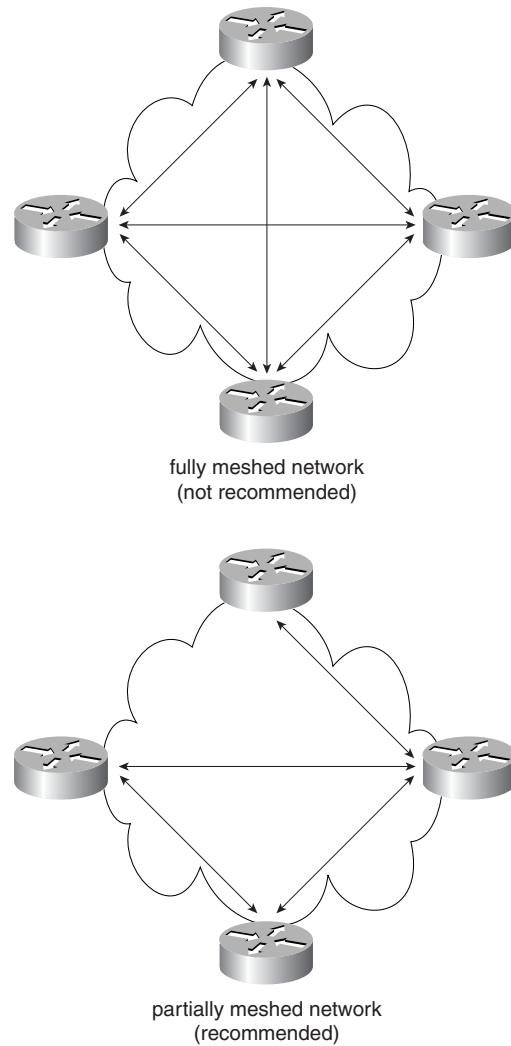 fully meshed network
(not recommended)
partially meshed network
(recommended)